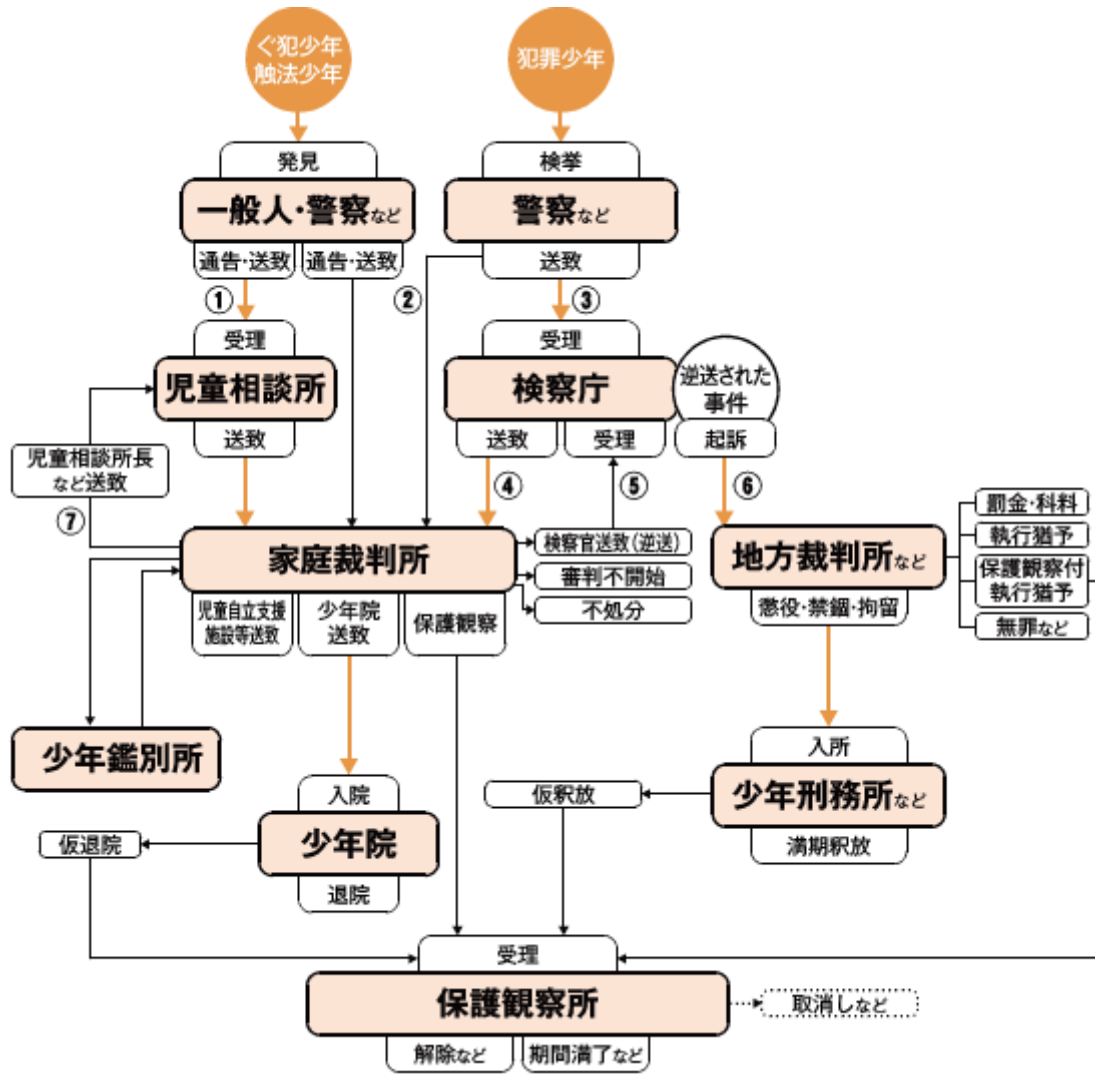 ぐ犯少年
触法少年
犯罪少年
発見
一般人・警察など
通告・送致
通告・送致
検挙
警察など
送致
①
②
③
受理
児童相談所
送致
受理
検察庁
送致
受理
逆送された
事件
起訴
児童相談所長
など送致
④
⑤
⑥
⑦
家庭裁判所
児童自立支援
施設等送致
少年院
送致
保護観察
検察官送致(逆送)
審判不開始
不処分
地方裁判所など
懲役・禁錮・拘留
罰金・科料
執行猶予
保護観察付
執行猶予
無罪など
少年鑑別所
入所
少年刑務所など
満期釈放
仮釈放
入院
少年院
退院
仮退院
受理
保護観察所
解除など
期間満了など
取消しなど